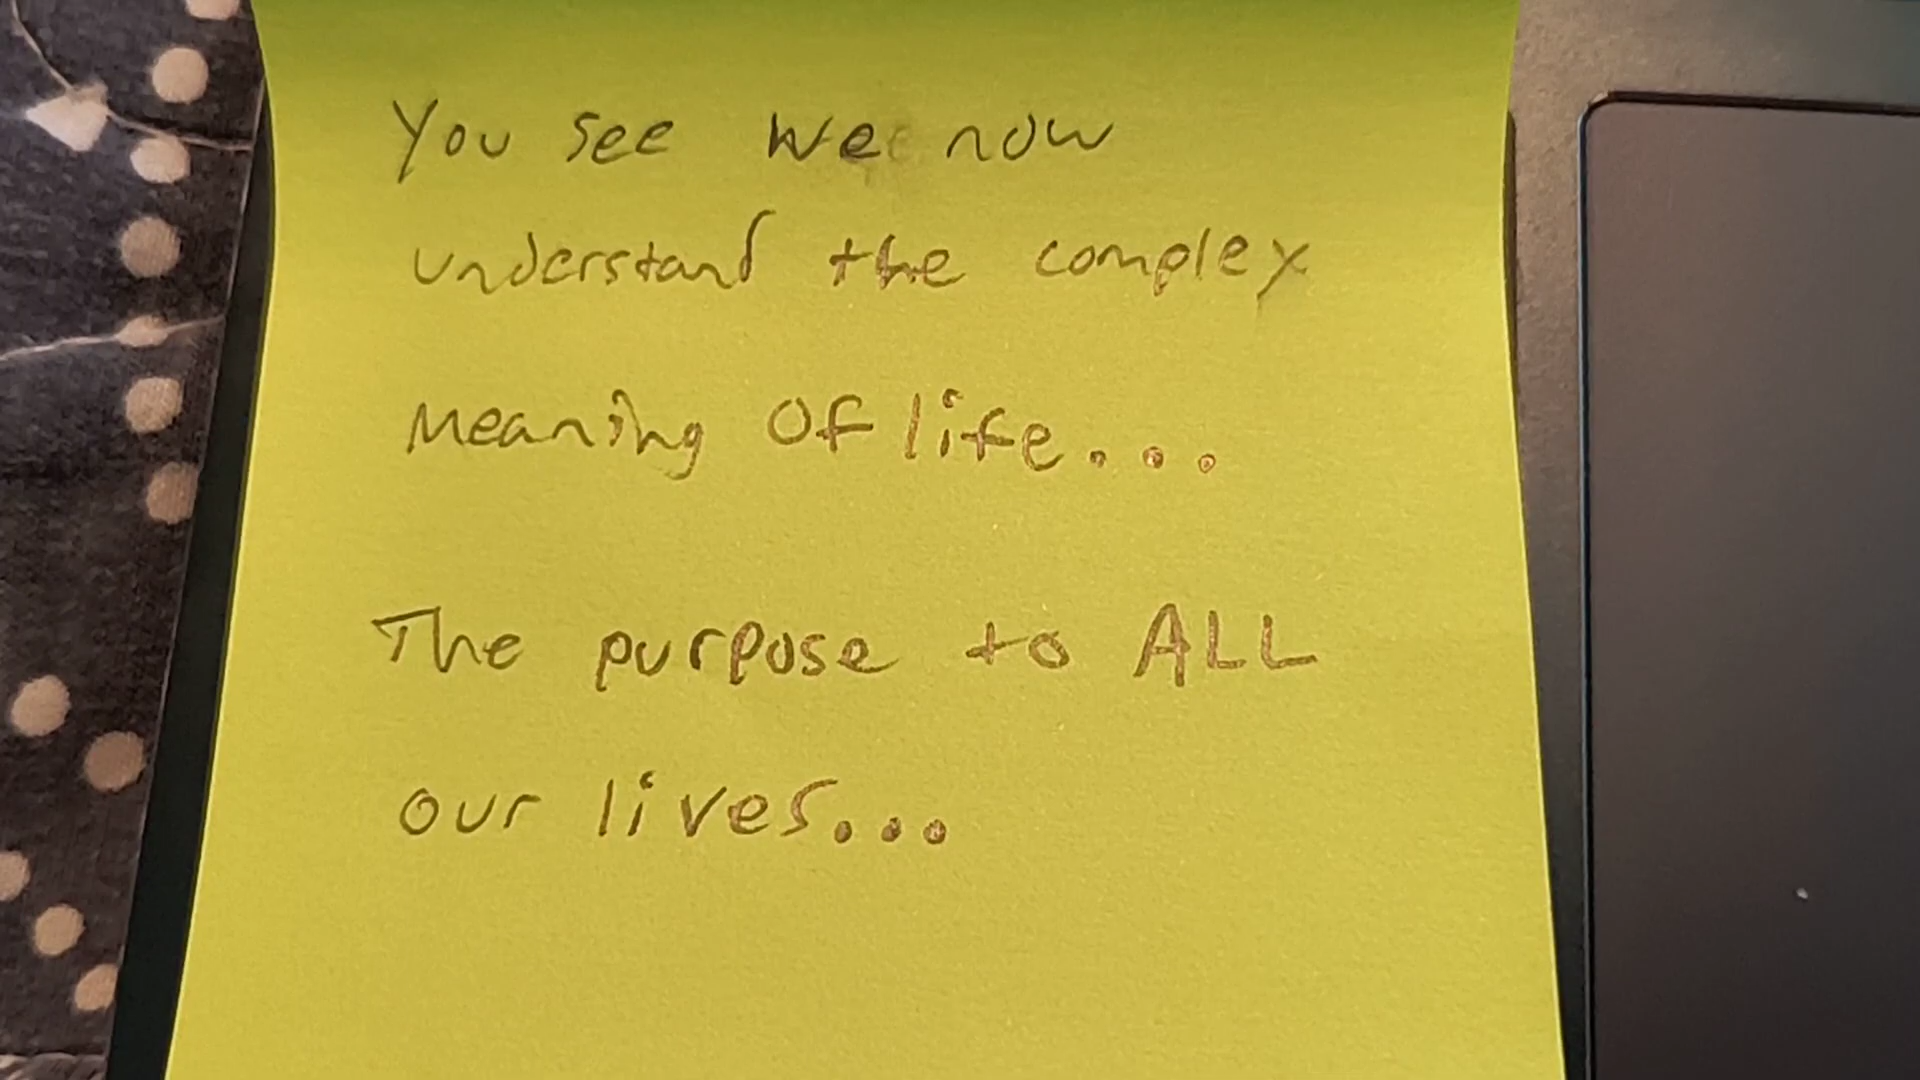 You see we now
understand the complex
meaning of life...
The purpose to ALL
our lives...